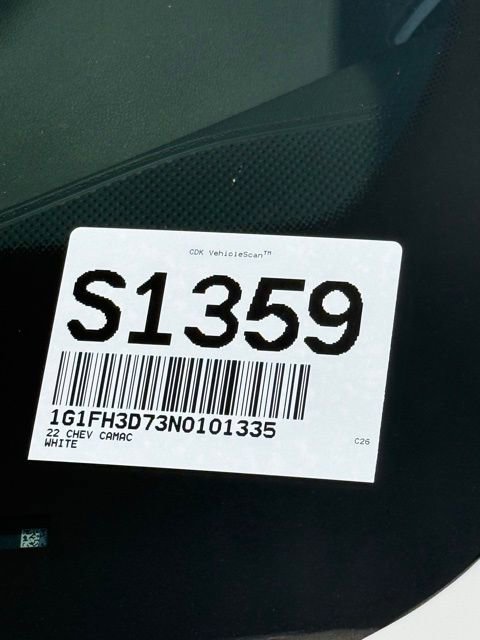 CDK VehicleScan™
S1359
1G1FH3D73N0101335
22 CHEV CAMAC
WHITE
C26